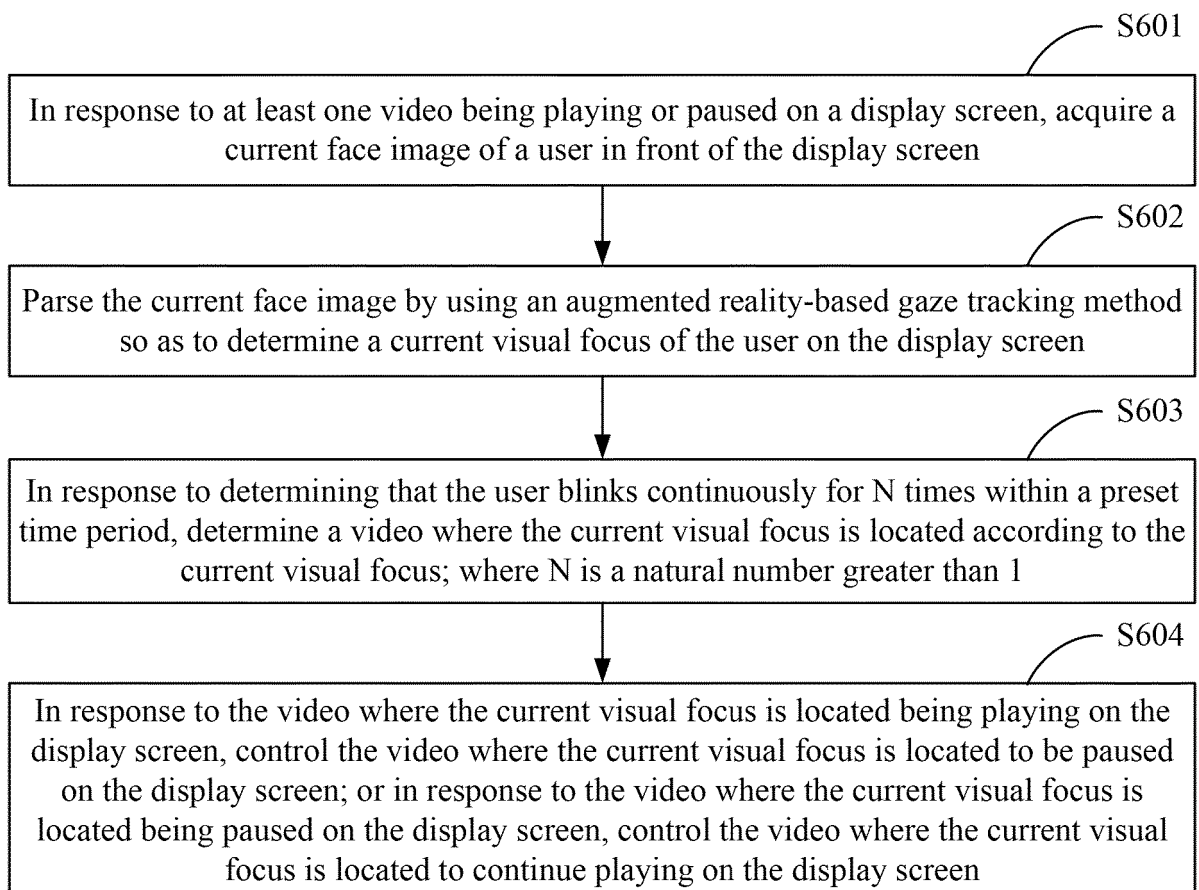 S601
In response to at least one video being playing or paused on a display screen, acquire a
current face image of a user in front of the display screen
S602
Parse the current face image by using an augmented reality-based gaze tracking method
so as to determine a current visual focus of the user on the display screen
S603
In response to determining that the user blinks continuously for N times within a preset
time period, determine a video where the current visual focus is located according to the
current visual focus; where N is a natural number greater than 1
S604
In response to the video where the current visual focus is located being playing on the
display screen, control the video where the current visual focus is located to be paused
on the display screen; or in response to the video where the current visual focus is
located being paused on the display screen, control the video where the current visual
focus is located to continue playing on the display screen